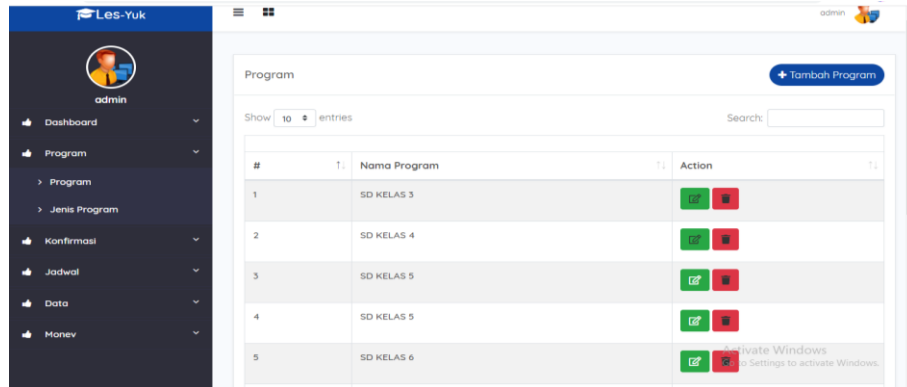 Les-Yuk
admin
admin
Dashboard
Program
Program
Jenis Program
Konfirmasi
Jadwal
Data
Monev
Program
+ Tambah Program
Show 10 entries
Search:
# Nama Program Action
1 SD KELAS 3
2 SD KELAS 4
3 SD KELAS 5
4 SD KELAS 5
5 SD KELAS 6
Activate Windows
Go to Settings to activate Windows.